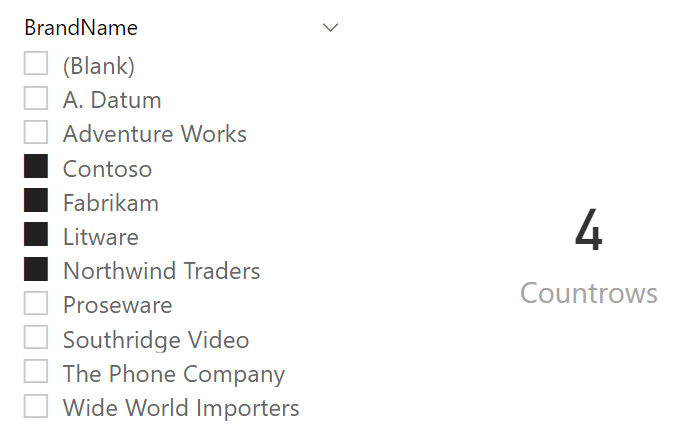 BrandName
(Blank)
A. Datum
Adventure Works
Contoso
Fabrikam
Litware
Northwind Traders
Proseware
Southridge Video
The Phone Company
Wide World Importers
4
Countrows